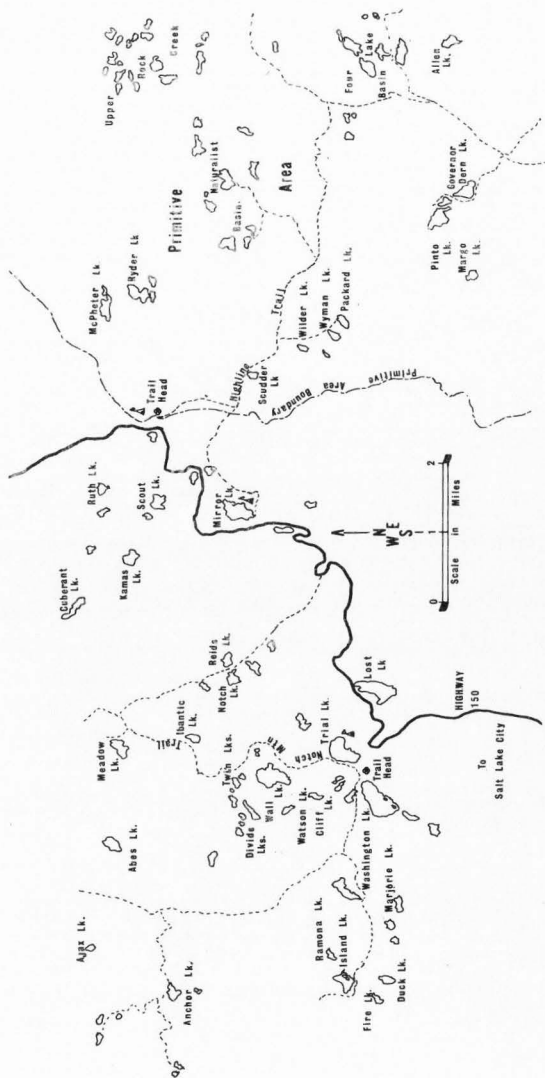 Upper
Rock
Creek
Four
Lake
Basin
Allen
Lk.
Naturalist
Basin
Primitive
Area
Governor
Dern Lk.
Pinto
Lk.
Margo
Lk.
McPheter Lk.
Ryder Lk
Trail
Head
Highline
Trail
Wilder Lk.
Wyman Lk.
Packard Lk.
Scudder
Lk
Primitive
Area Boundary
Ruth Lk.
Scout
Lk.
Mirror
Lk.
Cuberant
Lk.
Kamas
Lk.
N
W E
S
0 1 2
Scale in Miles
Reids
Lk.
Notch
Lk.
Lost
Lk
HIGHWAY
150
To
Salt Lake City
Meadow
Lk.
Ibantic
Lk.
Notch Mtn
Trail
Trial Lk.
Trail
Head
Twin Lks.
Wall Lk.
Divide
Lks.
Watson Lk.
Cliff
Lk.
Washington Lk
Abes Lk.
Marjorie Lk.
Ramona Lk.
Island Lk.
Duck Lk.
Fire Lk.
Ajax Lk.
Anchor Lk.